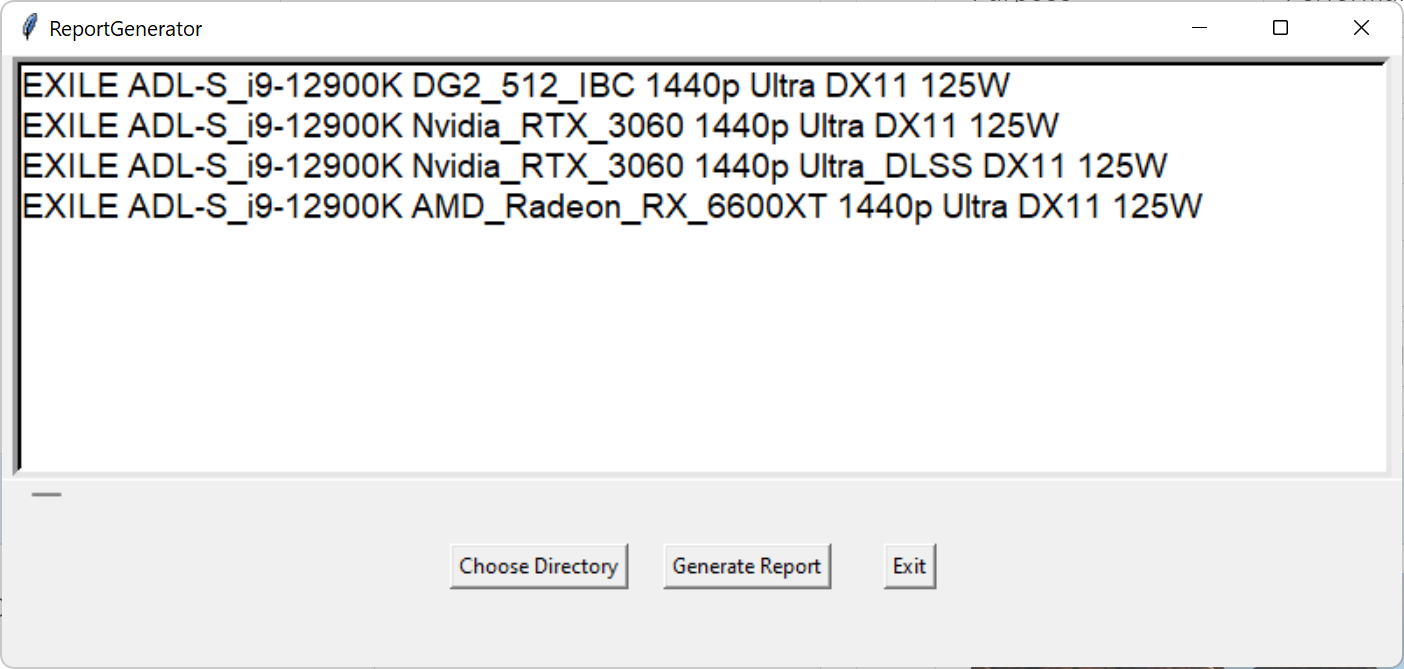 ReportGenerator
EXILE ADL-S_i9-12900K DG2_512_IBC 1440p Ultra DX11 125W
EXILE ADL-S_i9-12900K Nvidia_RTX_3060 1440p Ultra DX11 125W
EXILE ADL-S_i9-12900K Nvidia_RTX_3060 1440p Ultra_DLSS DX11 125W
EXILE ADL-S_i9-12900K AMD_Radeon_RX_6600XT 1440p Ultra DX11 125W
Choose Directory Generate Report Exit